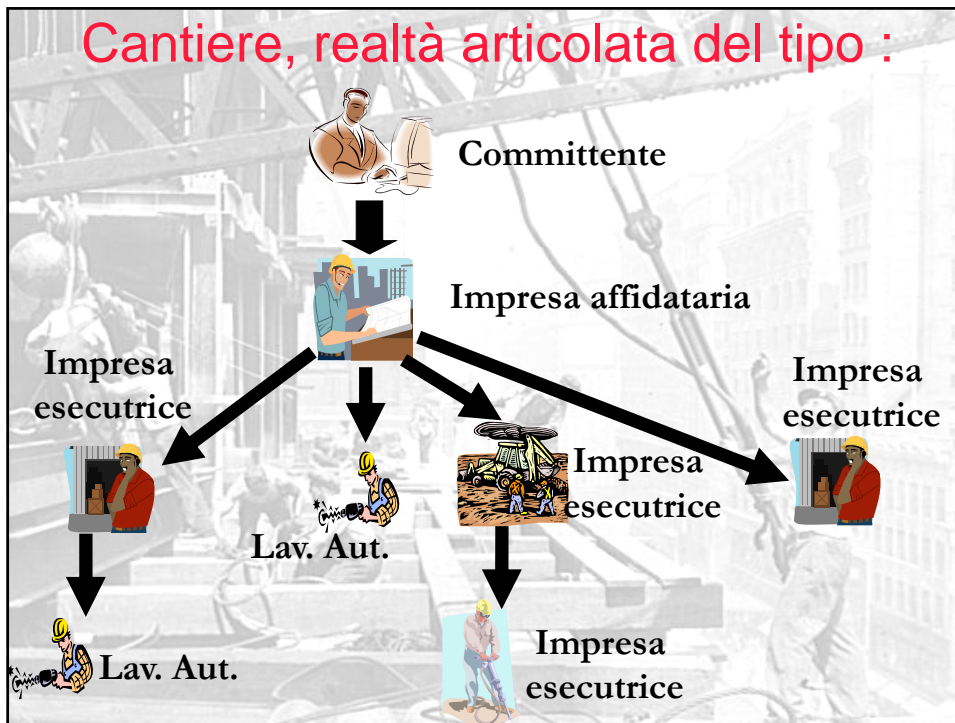 Cantiere, realtà articolata del tipo :
Committente
Impresa affidataria
Impresa
esecutrice
Impresa
esecutrice
Impresa
esecutrice
Lav. Aut.
Lav. Aut.
Impresa
esecutrice